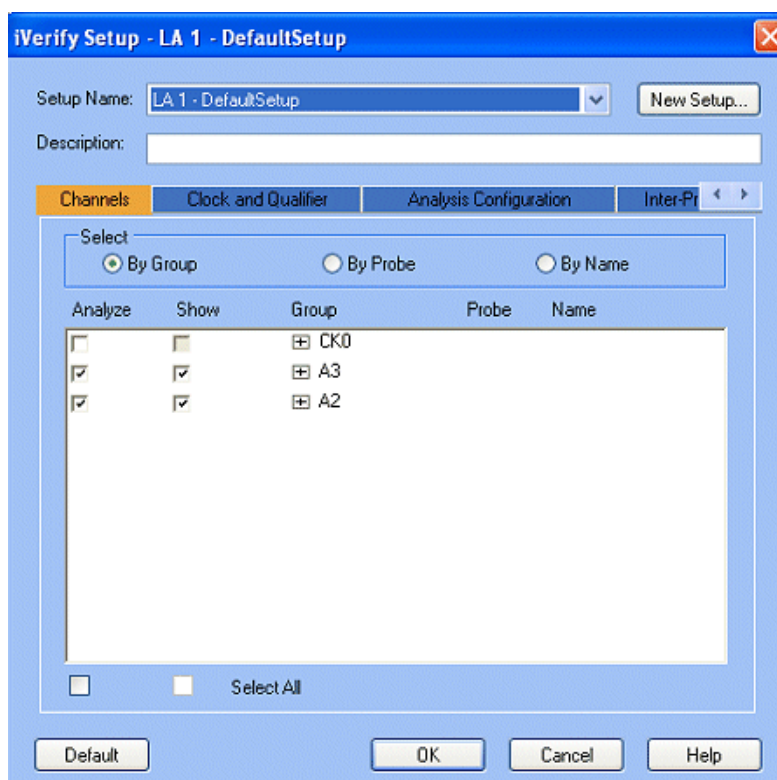 iVerify Setup - LA 1 - DefaultSetup
Setup Name: LA 1 - DefaultSetup New Setup...
Description:
Channels Clock and Qualifier Analysis Configuration Inter-Pr
Select
By Group By Probe By Name
Analyze Show Group Probe Name
CK0
A3
A2
Select All
Default OK Cancel Help